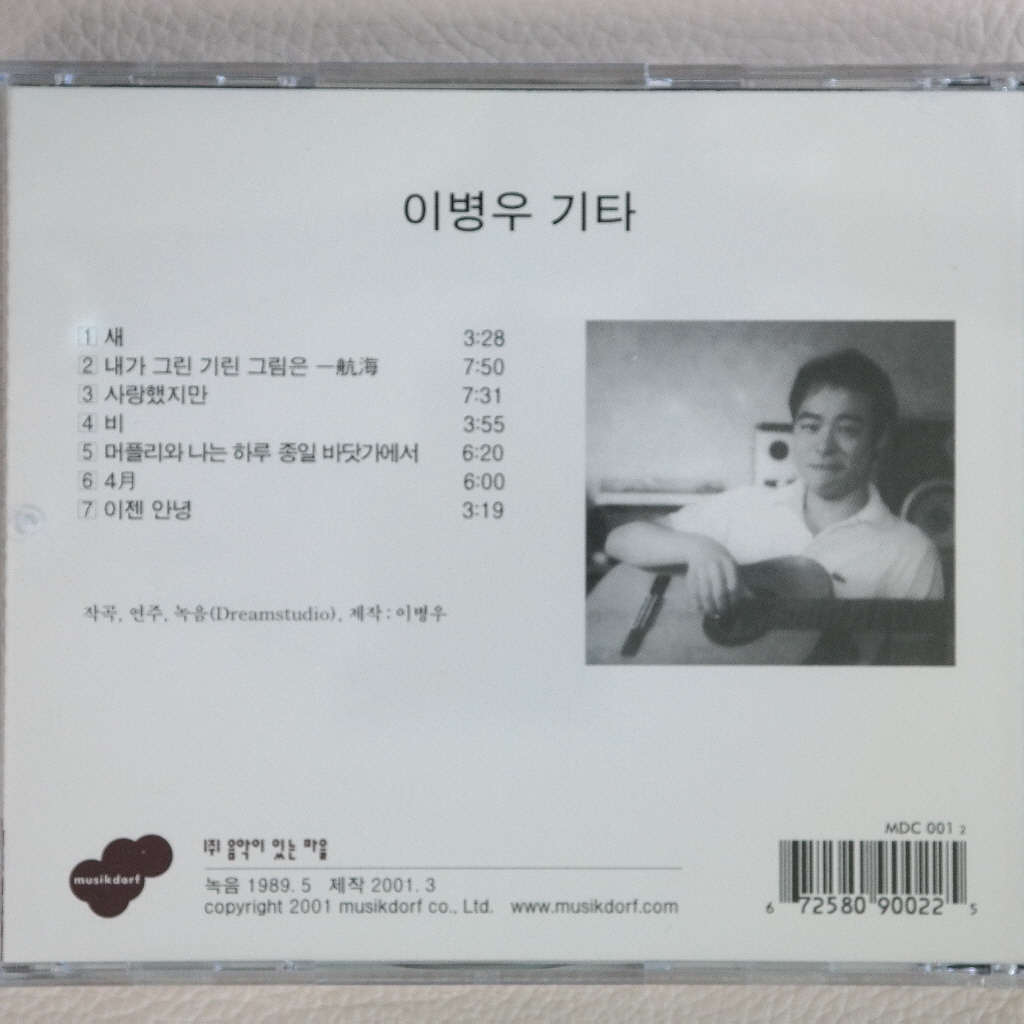 이병우 기타
1 새 3:28
2 내가 그린 기린 그림은 —航海 7:50
3 사랑했지만 7:31
4 비 3:55
5 머플리와 나는 하루 종일 바닷가에서 6:20
6 4月 6:00
7 이젠 안녕 3:19
작곡, 연주, 녹음(Dreamstudio), 제작 : 이병우
musikdorf
(주) 음악이 있는 마을
녹음 1989. 5 제작 2001. 3
copyright 2001 musikdorf co., Ltd. www.musikdorf.com
MDC 001 2
6 72580 90022 5